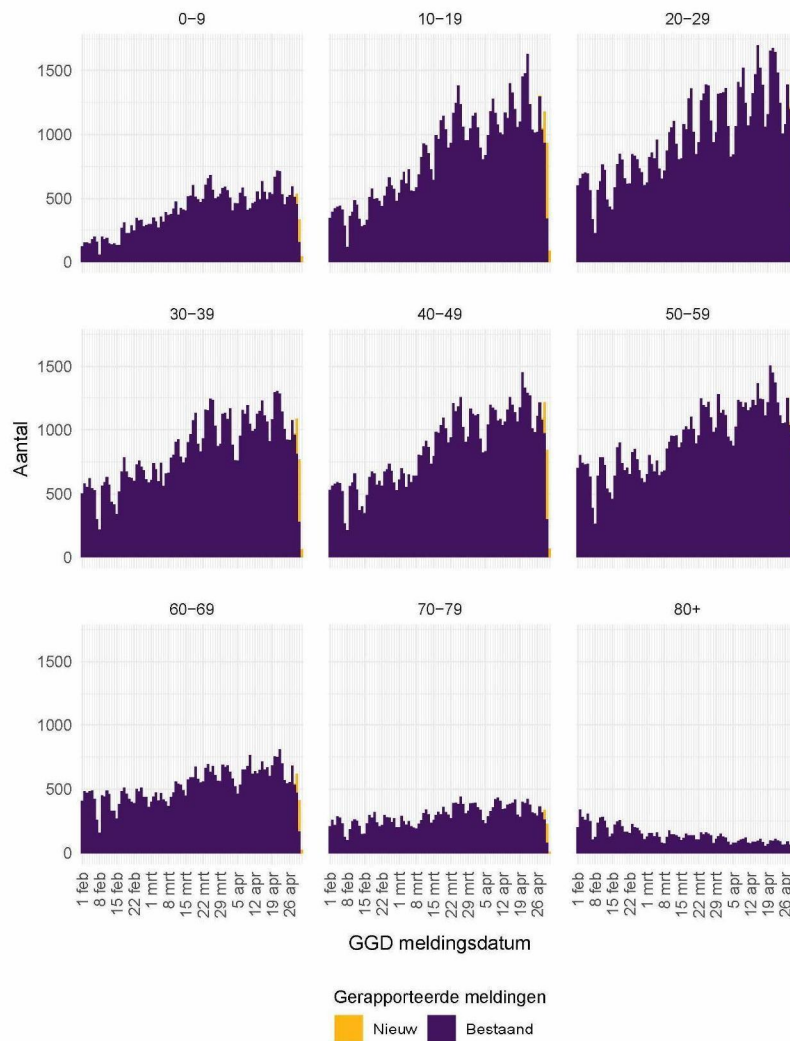 0−9 10−19 20−29
1500
1000
500
0
30−39 40−49 50−59
1500
1000
500
0
Aantal
60−69 70−79 80+
1500
1000
500
0
1 feb 8 feb 15 feb 22 feb 1 mrt 8 mrt 15 mrt 22 mrt 29 mrt 5 apr 12 apr 19 apr 26 apr 1 feb 8 feb 15 feb 22 feb 1 mrt 8 mrt 15 mrt 22 mrt 29 mrt 5 apr 12 apr 19 apr 26 apr 1 feb 8 feb 15 feb 22 feb 1 mrt 8 mrt 15 mrt 22 mrt 29 mrt 5 apr 12 apr 19 apr 26 apr
GGD meldingsdatum
Gerapporteerde meldingen
Nieuw Bestaand